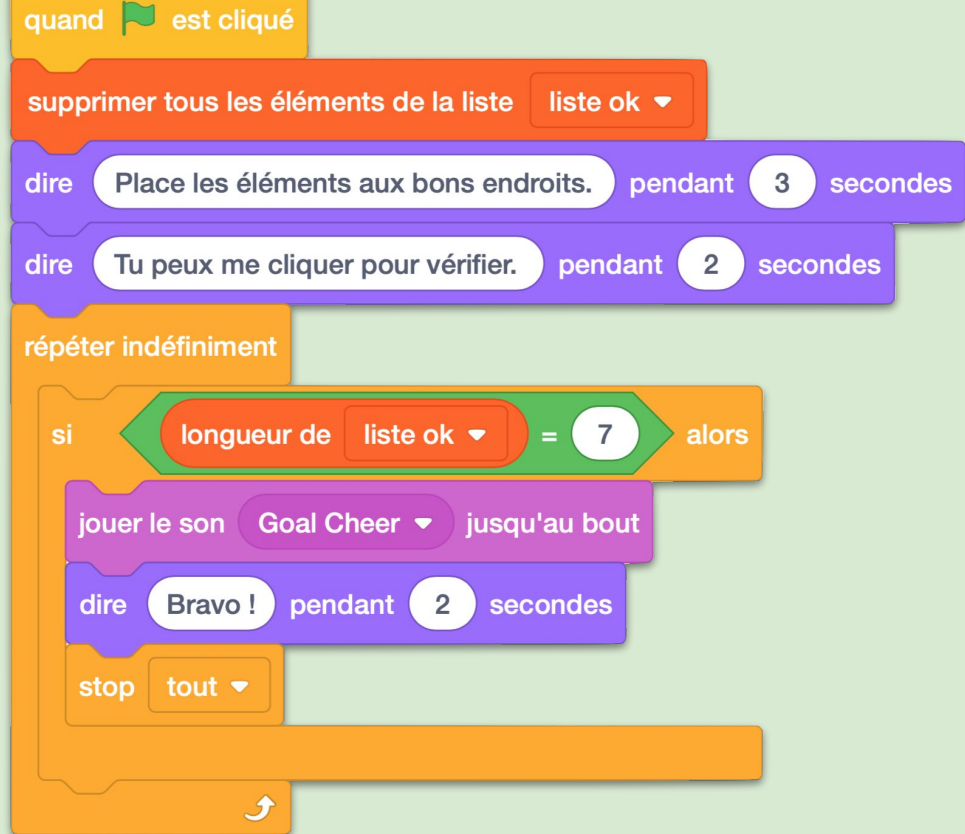 quand est cliqué
supprimer tous les éléments de la liste liste ok
dire Place les éléments aux bons endroits. pendant 3 secondes
dire Tu peux me cliquer pour vérifier. pendant 2 secondes
répéter indéfiniment
si longueur de liste ok = 7 alors
jouer le son Goal Cheer jusqu'au bout
dire Bravo ! pendant 2 secondes
stop tout